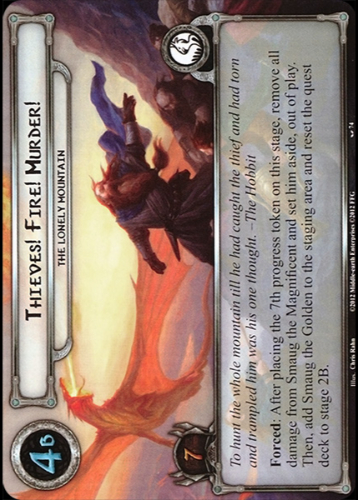 4B
THIEVES! FIRE! MURDER!
THE LONELY MOUNTAIN
7
To hunt the whole mountain till he had caught the thief and had torn
and trampled him was his one thought. –The Hobbit
Forced: After placing the 7th progress token on this stage, remove all
damage from Smaug the Magnificent and set him aside, out of play.
Then, add Smaug the Golden to the staging area and reset the quest
deck to stage 2B.
Illus. Chris Rahn ©2012 Middle-earth Enterprises ©2012 FFG 74